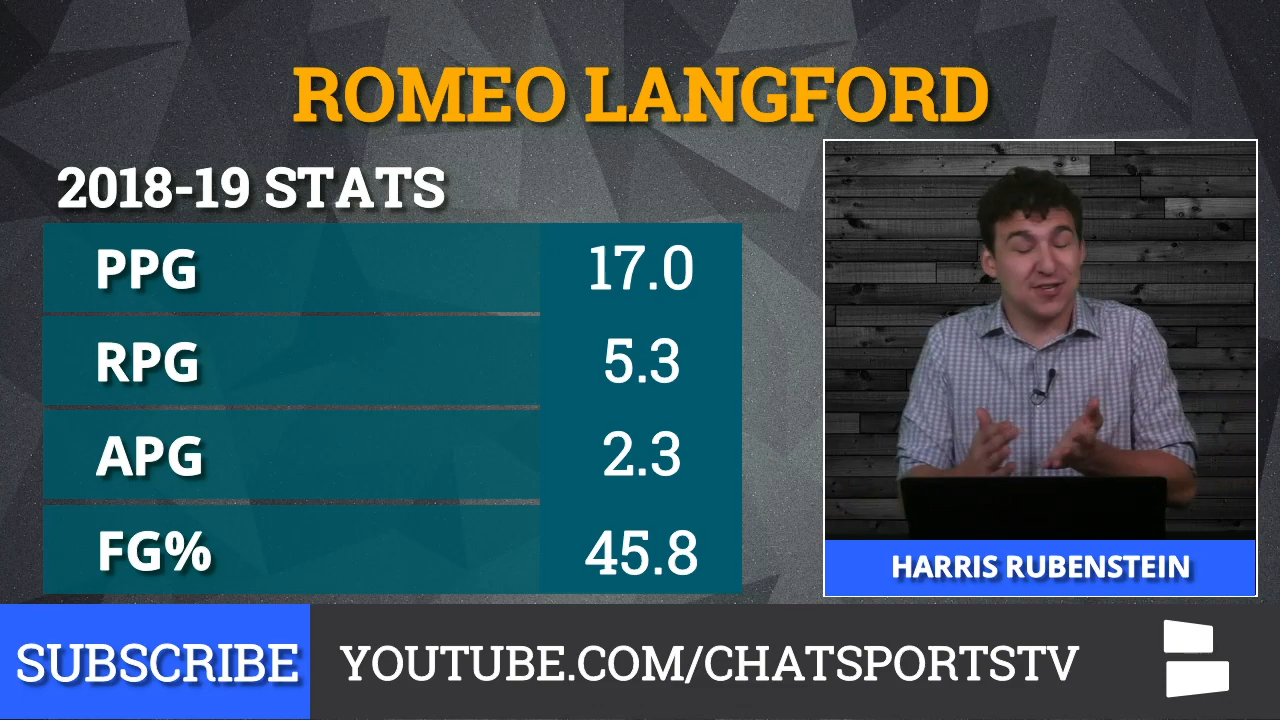 ROMEO LANGFORD
2018-19 STATS
PPG 17.0
RPG 5.3
APG 2.3
FG% 45.8
HARRIS RUBENSTEIN
SUBSCRIBE YOUTUBE.COM/CHATSPORTSTV